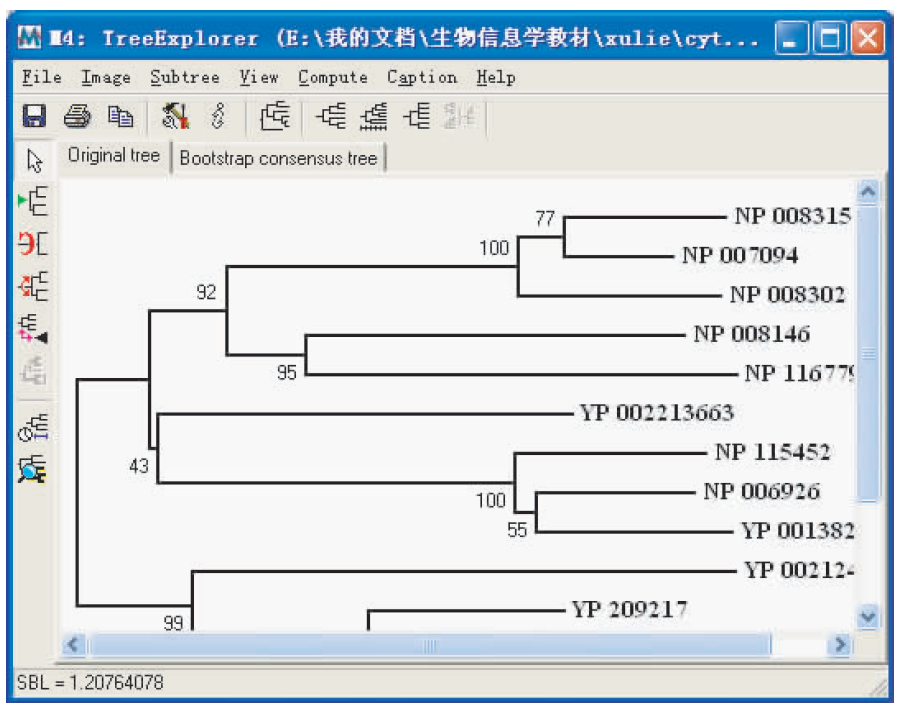 M4: TreeExplorer (E:\我的文档\生物信息学教材\xulie\cyt...
File Image Subtree View Compute Caption Help
Original tree Bootstrap consensus tree
77 NP 008315
100 NP 007094
NP 008302
92
NP 008146
95 NP 116779
YP 002213663
43 NP 115452
100 NP 006926
55 YP 001382
YP 002124
99 YP 209217
SBL = 1.20764078